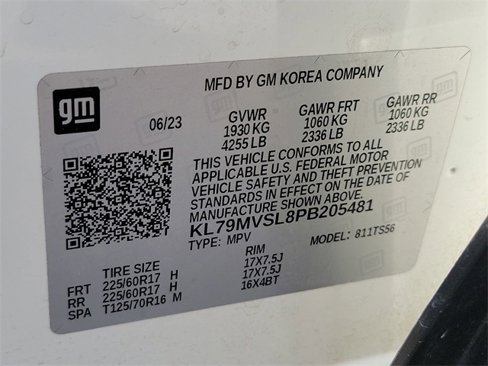 MFD BY GM KOREA COMPANY
gm
06/23 GVWR GAWR FRT GAWR RR
1930 KG 1060 KG 1060 KG
4255 LB 2336 LB 2336 LB
THIS VEHICLE CONFORMS TO ALL
APPLICABLE U.S. FEDERAL MOTOR
VEHICLE SAFETY AND THEFT PREVENTION
STANDARDS IN EFFECT ON THE DATE OF
MANUFACTURE SHOWN ABOVE.
KL79MVSL8PB205481
TYPE: MPV MODEL: 811TS56
TIRE SIZE RIM
FRT 225/60R17 H 17X7.5J
RR 225/60R17 H 17X7.5J
SPA T125/70R16 M 16X4BT